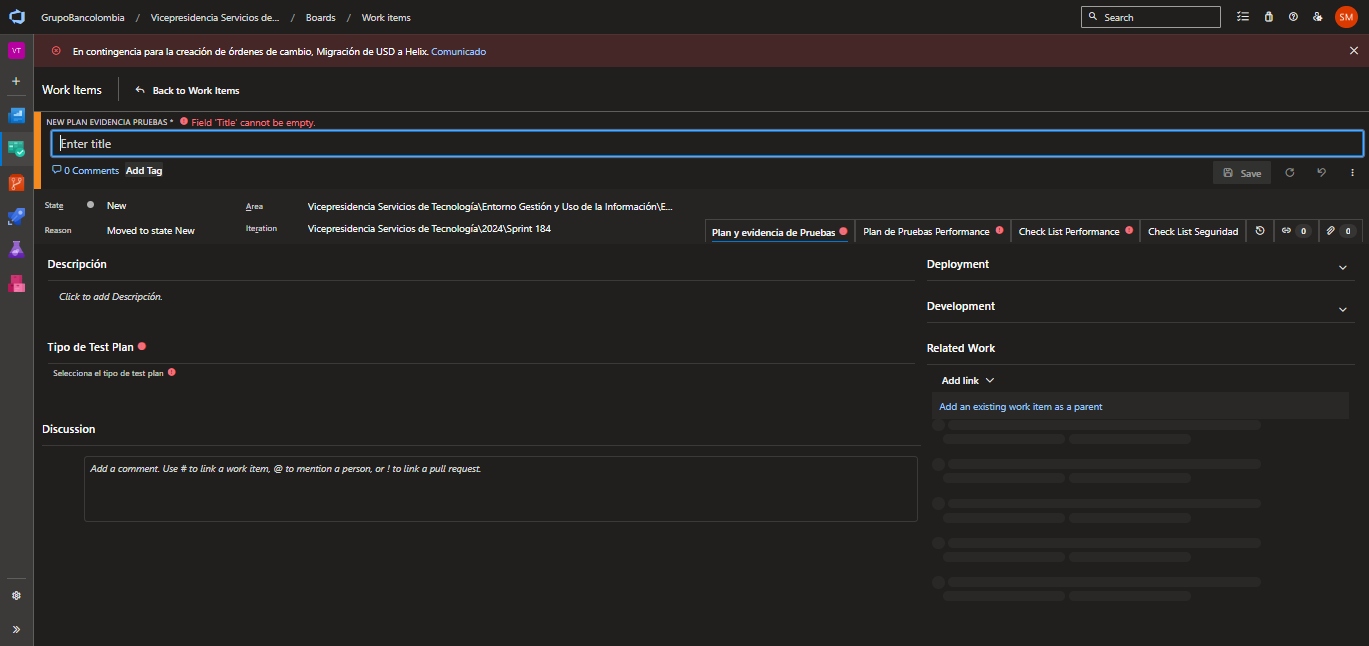 GrupoBancolombia / Vicepresidencia Servicios de... / Boards / Work items
Search
SM
VT
En contingencia para la creación de órdenes de cambio, Migración de USD a Helix. Comunicado
Work Items
Back to Work Items
NEW PLAN EVIDENCIA PRUEBAS * Field 'Title' cannot be empty.
Enter title
0 Comments Add Tag
Save
State New
Area Vicepresidencia Servicios de Tecnología\Entorno Gestión y Uso de la Información\E...
Reason Moved to state New
Iteration Vicepresidencia Servicios de Tecnología\2024\Sprint 184
Plan y evidencia de Pruebas
Plan de Pruebas Performance
Check List Performance
Check List Seguridad
0
0
Descripción
Click to add Descripción.
Tipo de Test Plan
Selecciona el tipo de test plan
Discussion
Add a comment. Use # to link a work item, @ to mention a person, or ! to link a pull request.
Deployment
Development
Related Work
Add link
Add an existing work item as a parent